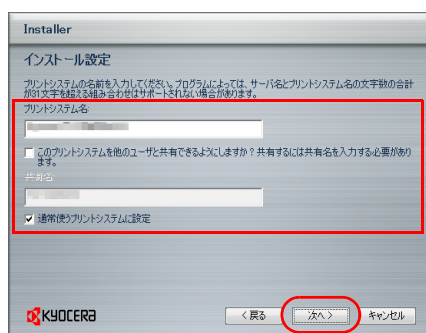 Installer
インストール設定
プリントシステムの名前を入力してください。プログラムによっては、サーバ名とプリントシステム名の文字数の合計
が31文字を超える組み合わせはサポートされない場合があります。
プリントシステム名:
このプリントシステムを他のユーザと共有できるようにしますか？共有するには共有名を入力する必要があり
ます。
共有名:
通常使うプリントシステムに設定
KYOCERA
< 戻る
次へ >
キャンセル